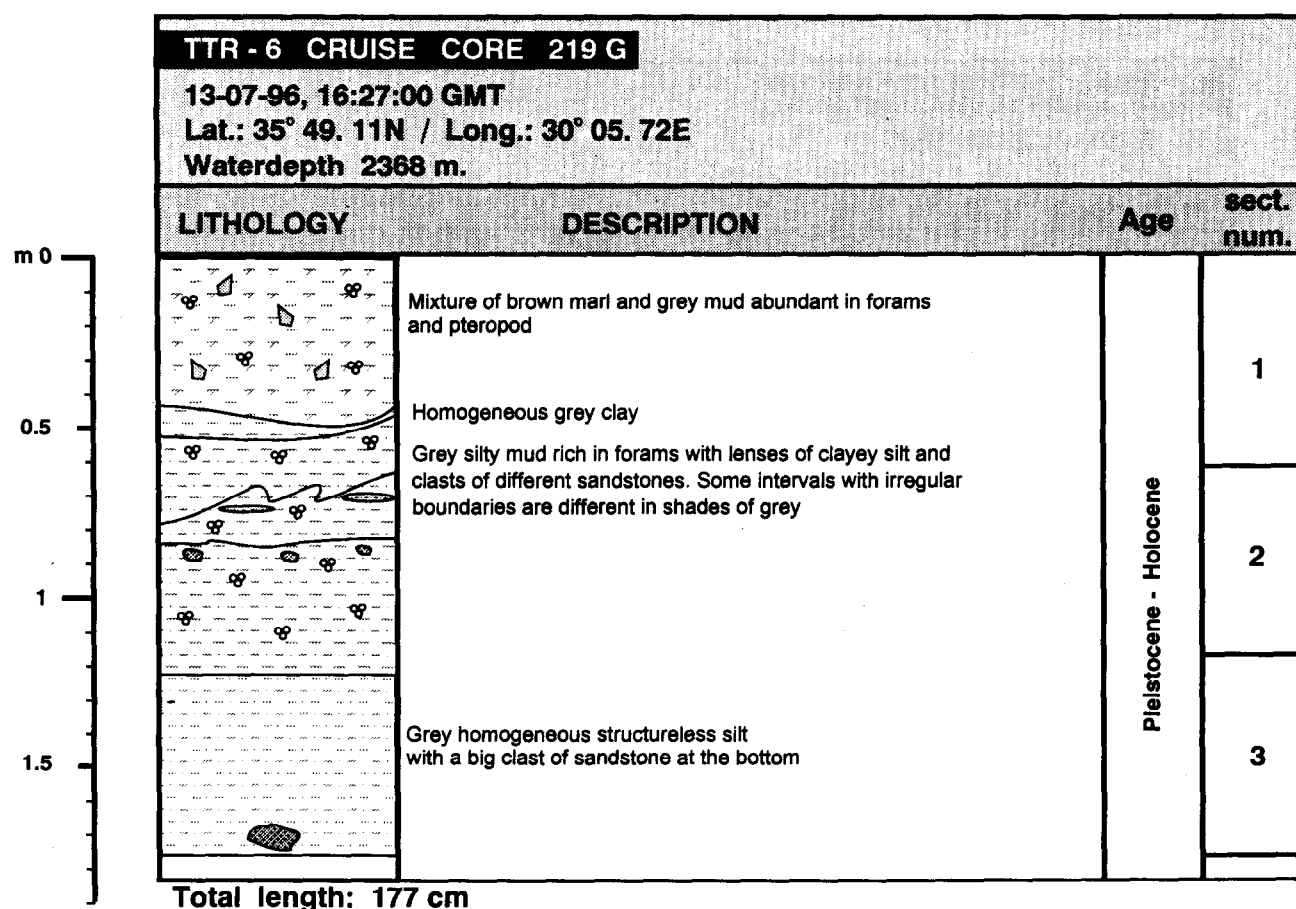 TTR - 6 CRUISE CORE 219 G
13-07-96, 16:27:00 GMT
Lat.: 35° 49. 11N / Long.: 30° 05. 72E
Waterdepth 2368 m.
LITHOLOGY DESCRIPTION Age sect. num.
m 0
Mixture of brown marl and grey mud abundant in forams
and pteropod
1
Homogeneous grey clay
0.5
Grey silty mud rich in forams with lenses of clayey silt and
clasts of different sandstones. Some intervals with irregular
boundaries are different in shades of grey
Pleistocene - Holocene
2
1
Grey homogeneous structureless silt
with a big clast of sandstone at the bottom
1.5
3
Total length: 177 cm